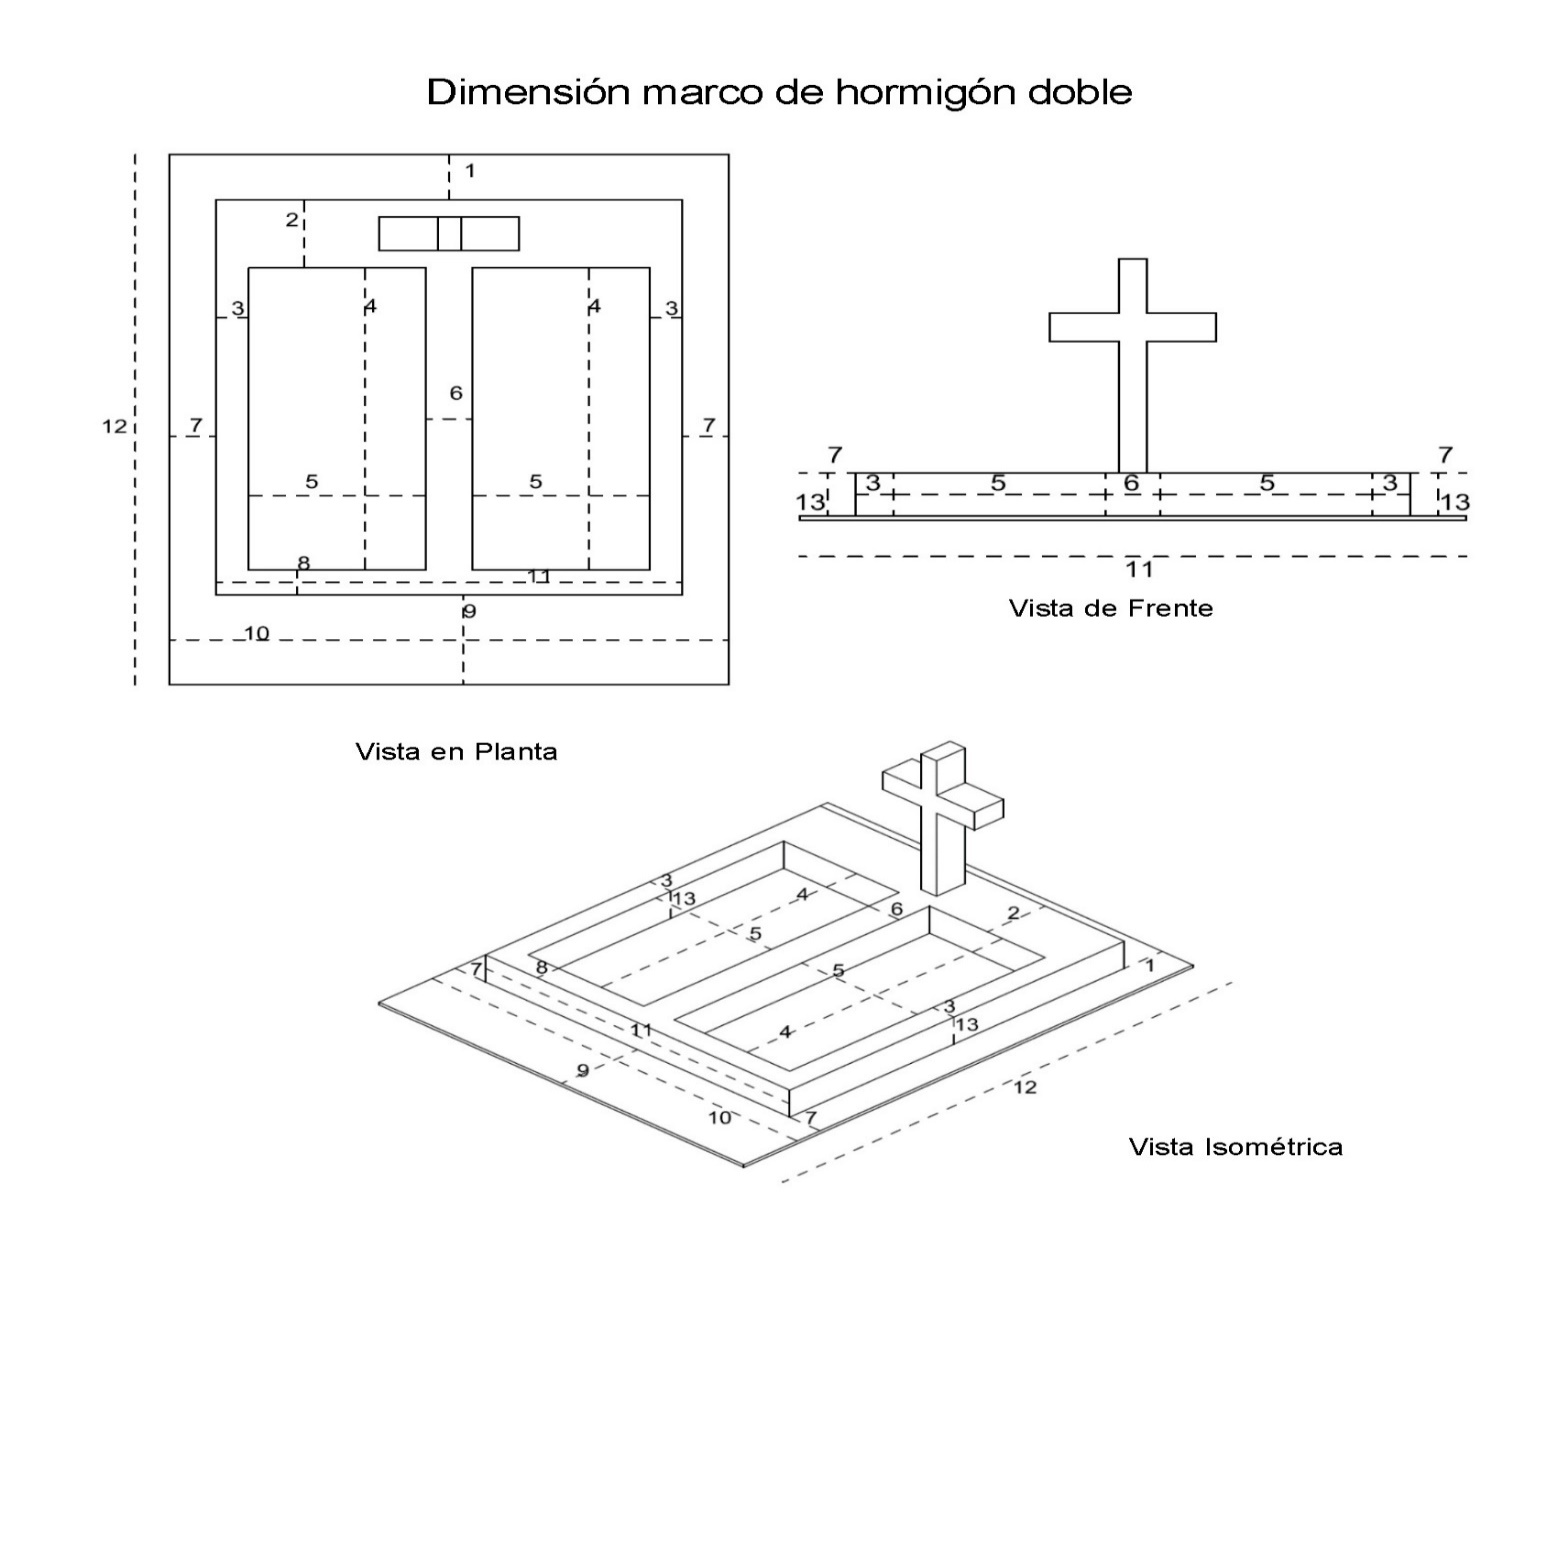 Dimensión marco de hormigón doble
1
2
3 4 4 3
6
12 7 7
5 5
8 11
9
10
Vista en Planta
7 7
3 5 6 5 3
13 13
11
Vista de Frente
3
13 4 6 2
5
7 8 5 1
3
11 4 13
9 12
10 7
Vista Isométrica